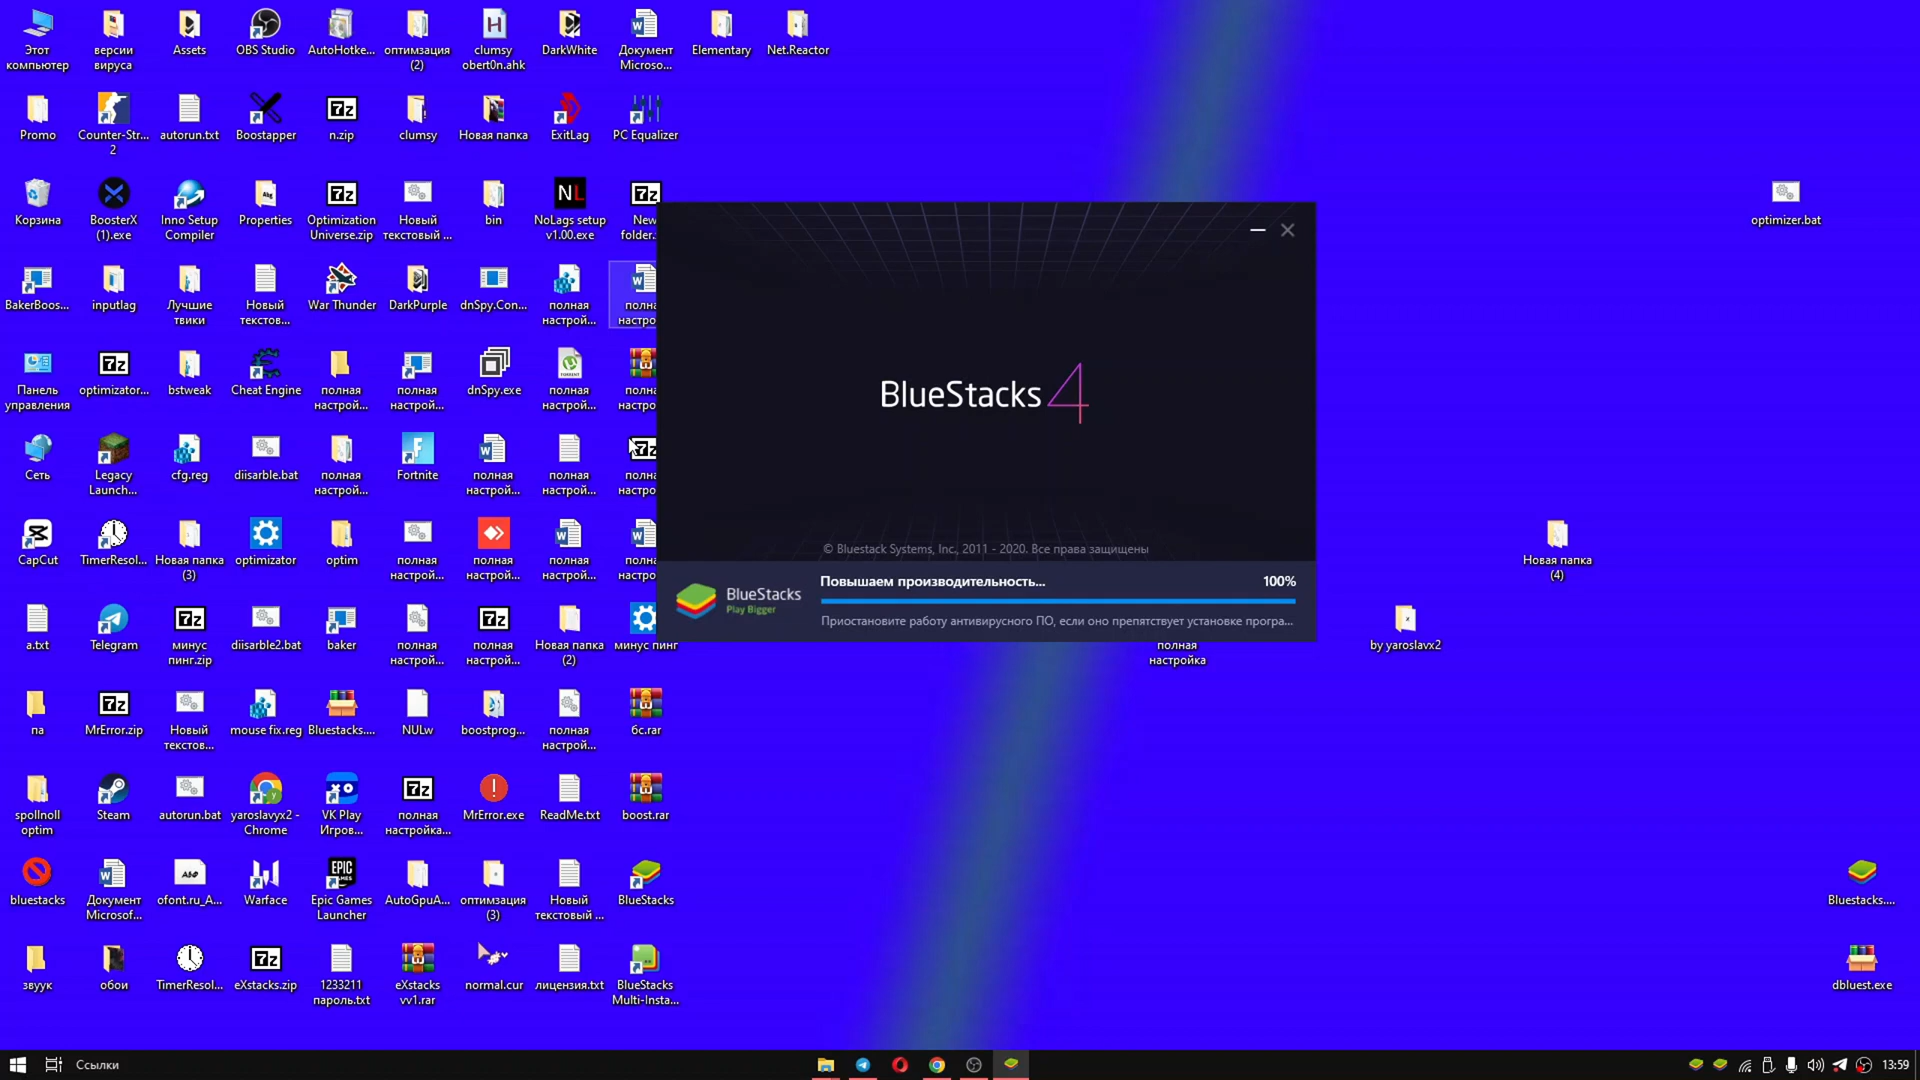 Этот
компьютер
версии
вируса
Assets
OBS Studio
AutoHotke...
оптимзация
(2)
clumsy
obert0n.ahk
DarkWhite
Документ
Microso...
Elementary
Net.Reactor
Promo
Counter-Str...
2
autorun.txt
Boostapper
n.zip
clumsy
Новая папка
ExitLag
PC Equalizer
Корзина
BoosterX
(1).exe
Inno Setup
Compiler
Properties
Optimization
Universe.zip
Новый
текстовый ...
bin
NoLags setup
v1.00.exe
New
folder.
optimizer.bat
BakerBoos...
inputlag
Лучшие
твики
Новый
текстов...
War Thunder
DarkPurple
dnSpy.Con...
полная
настрой...
полна
настро
Панель
управления
optimizator...
bstweak
Cheat Engine
полная
настрой...
полная
настрой...
dnSpy.exe
полная
настрой...
полна
настро
BlueStacks 4
Сеть
Legacy
Launch...
cfg.reg
diisarble.bat
полная
настрой...
Fortnite
полная
настрой...
полная
настрой...
полна
настро
CapCut
TimerResol...
Новая папка
(3)
optimizator
optim
полная
настрой...
полная
настрой...
полная
настрой...
полна
настро
Новая папка
(4)
© Bluestack Systems, Inc., 2011 - 2020. Все права защищены
BlueStacks
Play Bigger
Повышаем производительность...
100%
Приостановите работу антивирусного ПО, если оно препятствует установке програ...
a.txt
Telegram
минус
пинг.zip
diisarble2.bat
baker
полная
настрой...
полная
настрой...
Новая папка
(2)
минус пинг
полная
настройка
by yaroslavx2
па
MrError.zip
Новый
текстов...
mouse fix.reg
Bluestacks....
NULw
boostprog...
полная
настрой...
6c.rar
spollnoll
optim
Steam
autorun.bat
yaroslavyx2 -
Chrome
VK Play
Игров...
полная
настройка...
MrError.exe
ReadMe.txt
boost.rar
bluestacks
Документ
Microsof...
ofont.ru_A...
Warface
Epic Games
Launcher
AutoGpuA...
оптимзация
(3)
Новый
текстовый ...
BlueStacks
Bluestacks....
звуук
обои
TimerResol...
eXstacks.zip
1233211
пароль.txt
eXstacks
vv1.rar
normal.cur
лицензия.txt
BlueStacks
Multi-Insta...
dbluest.exe
Ссылки
13:59